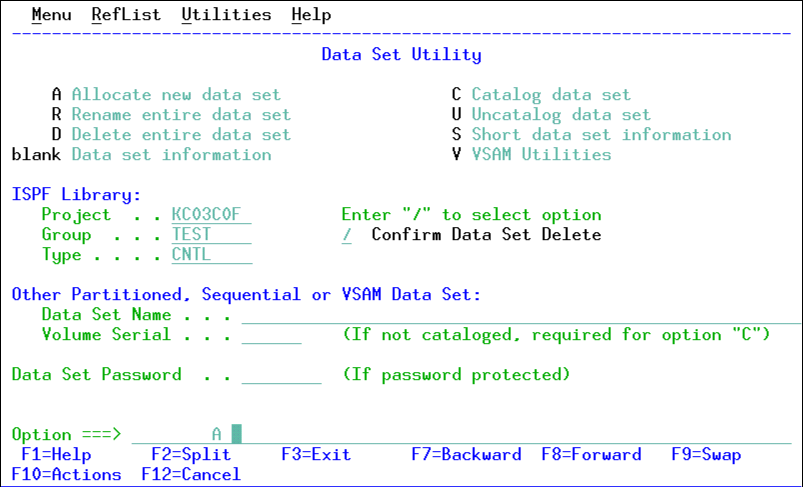 Menu RefList Utilities Help
--------------------------------------------------------------------------------
Data Set Utility
A Allocate new data set C Catalog data set
R Rename entire data set U Uncatalog data set
D Delete entire data set S Short data set information
blank Data set information V VSAM Utilities
ISPF Library:
Project . . KC03C0F Enter "/" to select option
Group . . . TEST / Confirm Data Set Delete
Type . . . . CNTL
Other Partitioned, Sequential or VSAM Data Set:
Data Set Name . . .
Volume Serial . . . (If not cataloged, required for option "C")
Data Set Password . . (If password protected)
Option ===> A
F1=Help F2=Split F3=Exit F7=Backward F8=Forward F9=Swap
F10=Actions F12=Cancel